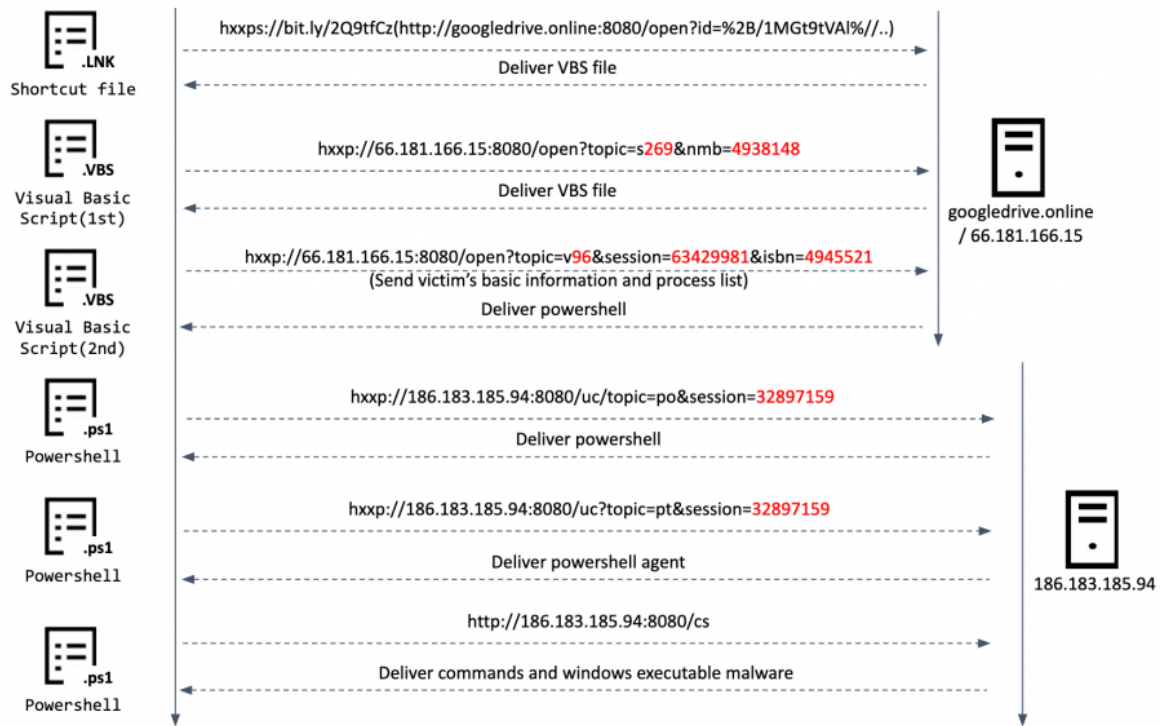 hxxps://bit.ly/2Q9tfCz(http://googledrive.online:8080/open?id=%2B/1MGt9tVAl%//..)
.LNK
Shortcut file
Deliver VBS file
hxxp://66.181.166.15:8080/open?topic=s269&nmb=4938148
.VBS
Visual Basic
Script(1st)
Deliver VBS file
googledrive.online
/ 66.181.166.15
hxxp://66.181.166.15:8080/open?topic=v96&session=63429981&isbn=4945521
(Send victim's basic information and process list)
.VBS
Visual Basic
Script(2nd)
Deliver powershell
hxxp://186.183.185.94:8080/uc/topic=po&session=32897159
.ps1
Powershell
Deliver powershell
hxxp://186.183.185.94:8080/uc?topic=pt&session=32897159
.ps1
Powershell
Deliver powershell agent
186.183.185.94
http://186.183.185.94:8080/cs
.ps1
Powershell
Deliver commands and windows executable malware